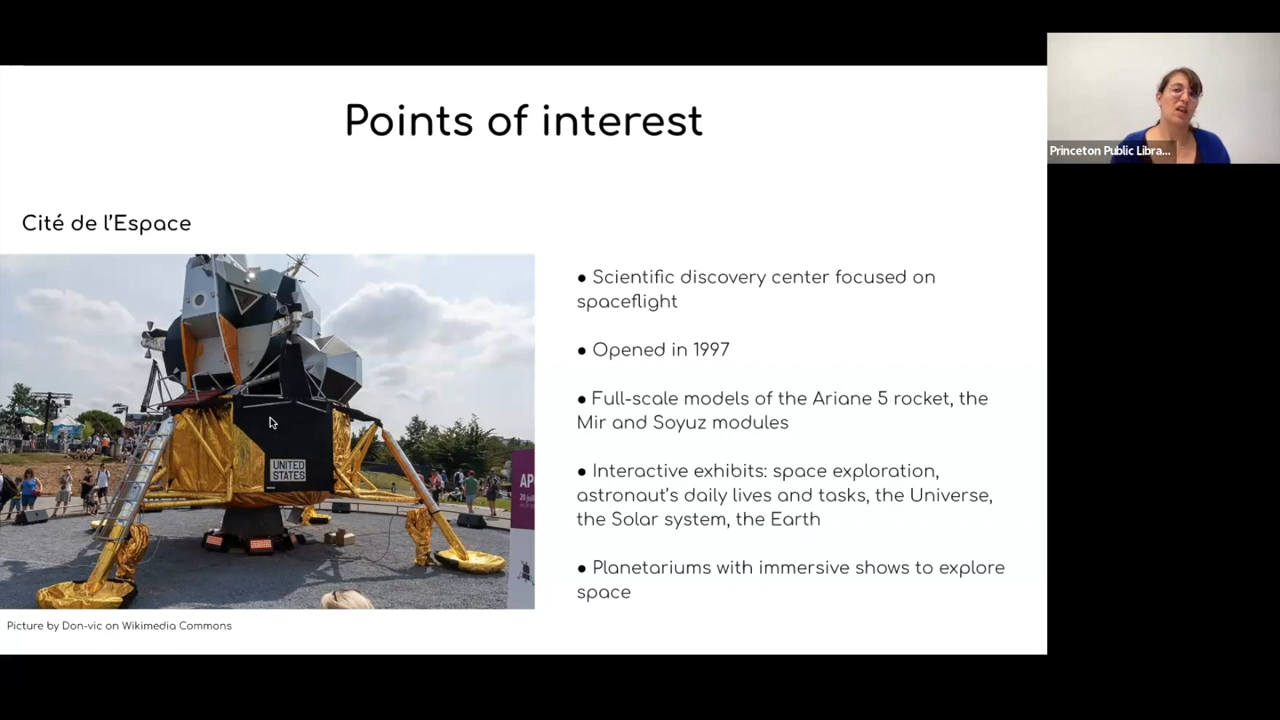 Points of interest
Princeton Public Libra...
Cité de l'Espace
● Scientific discovery center focused on
spaceflight
● Opened in 1997
● Full-scale models of the Ariane 5 rocket, the
Mir and Soyuz modules
● Interactive exhibits: space exploration,
astronaut's daily lives and tasks, the Universe,
the Solar system, the Earth
● Planetariums with immersive shows to explore
space
UNITED
STATES
AP
Picture by Don-vic on Wikimedia Commons